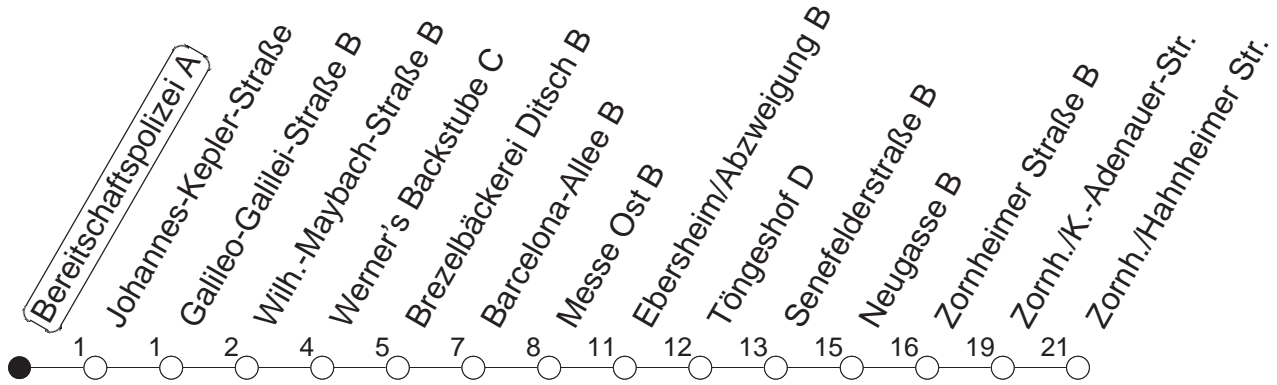 Bereitschaftspolizei A
Johannes-Kepler-Straße
Galileo-Galilei-Straße B
Wilh.-Maybach-Straße B
Werner's Backstube C
Brezelbäckerei Ditsch B
Barcelona-Allee B
Messe Ost B
Ebersheim/Abzweigung B
Töngeshof D
Senefelderstraße B
Neugasse B
Zornheimer Straße B
Zornh./K.-Adenauer-Str.
Zornh./Hahnheimer Str.
1 1 2 4 5 7 8 11 12 13 15 16 19 21